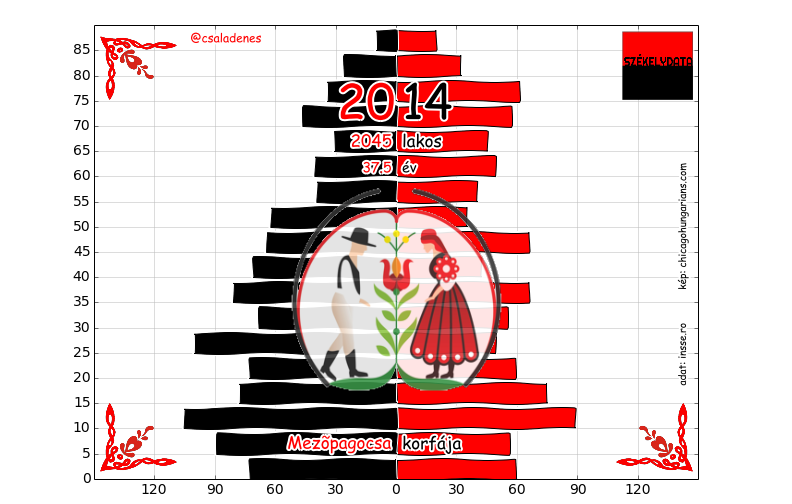 @csaladenes
SZÉKELYDATA
2014
2045 lakos
37.5 év
kép: chicagohungarians.com
adat: insse.ro
Mezõpagocsa korfája
85
80
75
70
65
60
55
50
45
40
35
30
25
20
15
10
5
0
120 90 60 30 0 30 60 90 120